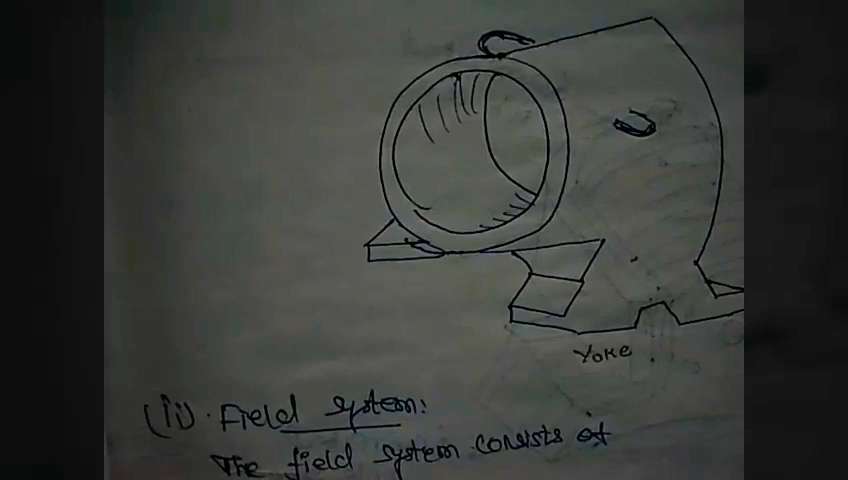 Yoke
(ii). Field system:
The field system consists of